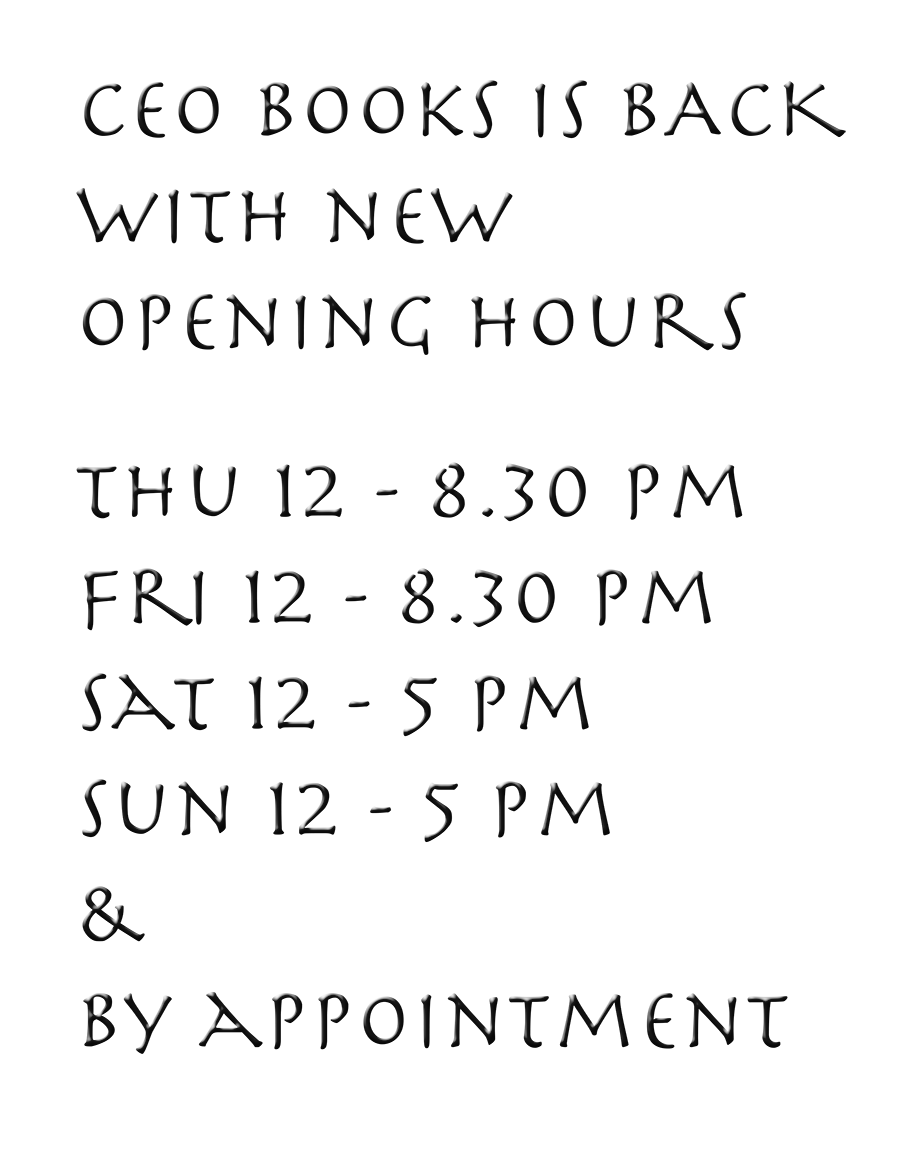 CEO BOOKS IS BACK
WITH NEW
OPENING HOURS
THU 12 - 8.30 PM
FRI 12 - 8.30 PM
SAT 12 - 5 PM
SUN 12 - 5 PM
&
BY APPOINTMENT